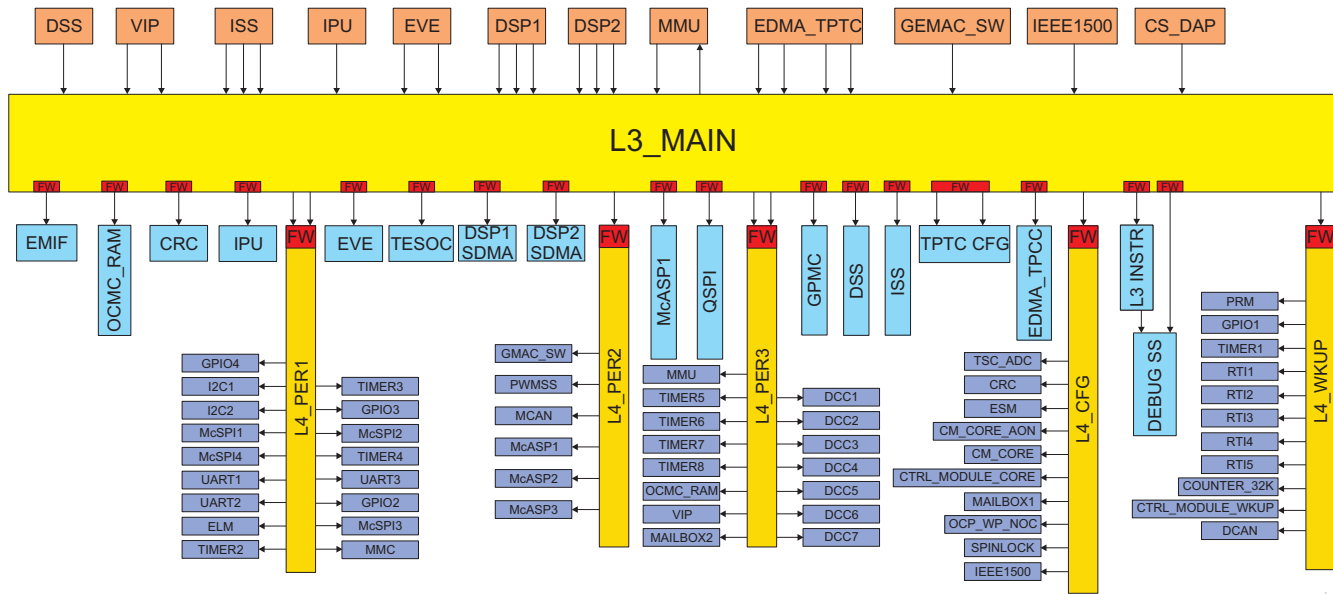 DSS VIP ISS IPU EVE DSP1 DSP2 MMU EDMA_TPTC GEMAC_SW IEEE1500 CS_DAP
L3_MAIN
FW FW FW FW FW FW FW FW FW FW FW FW FW FW FW FW FW
EMIF
OCMC_RAM
CRC
IPU
FW
L4_PER1
EVE
TESOC
DSP1
SDMA
DSP2
SDMA
FW
L4_PER2
McASP1
QSPI
FW
L4_PER3
GPMC
DSS
ISS
TPTC CFG
EDMA_TPCC
FW
L4_CFG
L3 INSTR
DEBUG SS
FW
L4_WKUP
GPIO4
I2C1
I2C2
McSPI1
McSPI4
UART1
UART2
ELM
TIMER2
TIMER3
GPIO3
McSPI2
TIMER4
UART3
GPIO2
McSPI3
MMC
GMAC_SW
PWMSS
MCAN
McASP1
McASP2
McASP3
MMU
TIMER5
TIMER6
TIMER7
TIMER8
OCMC_RAM
VIP
MAILBOX2
DCC1
DCC2
DCC3
DCC4
DCC5
DCC6
DCC7
TSC_ADC
CRC
ESM
CM_CORE_AON
CM_CORE
CTRL_MODULE_CORE
MAILBOX1
OCP_WP_NOC
SPINLOCK
IEEE1500
PRM
GPIO1
TIMER1
RTI1
RTI2
RTI3
RTI4
RTI5
COUNTER_32K
CTRL_MODULE_WKUP
DCAN